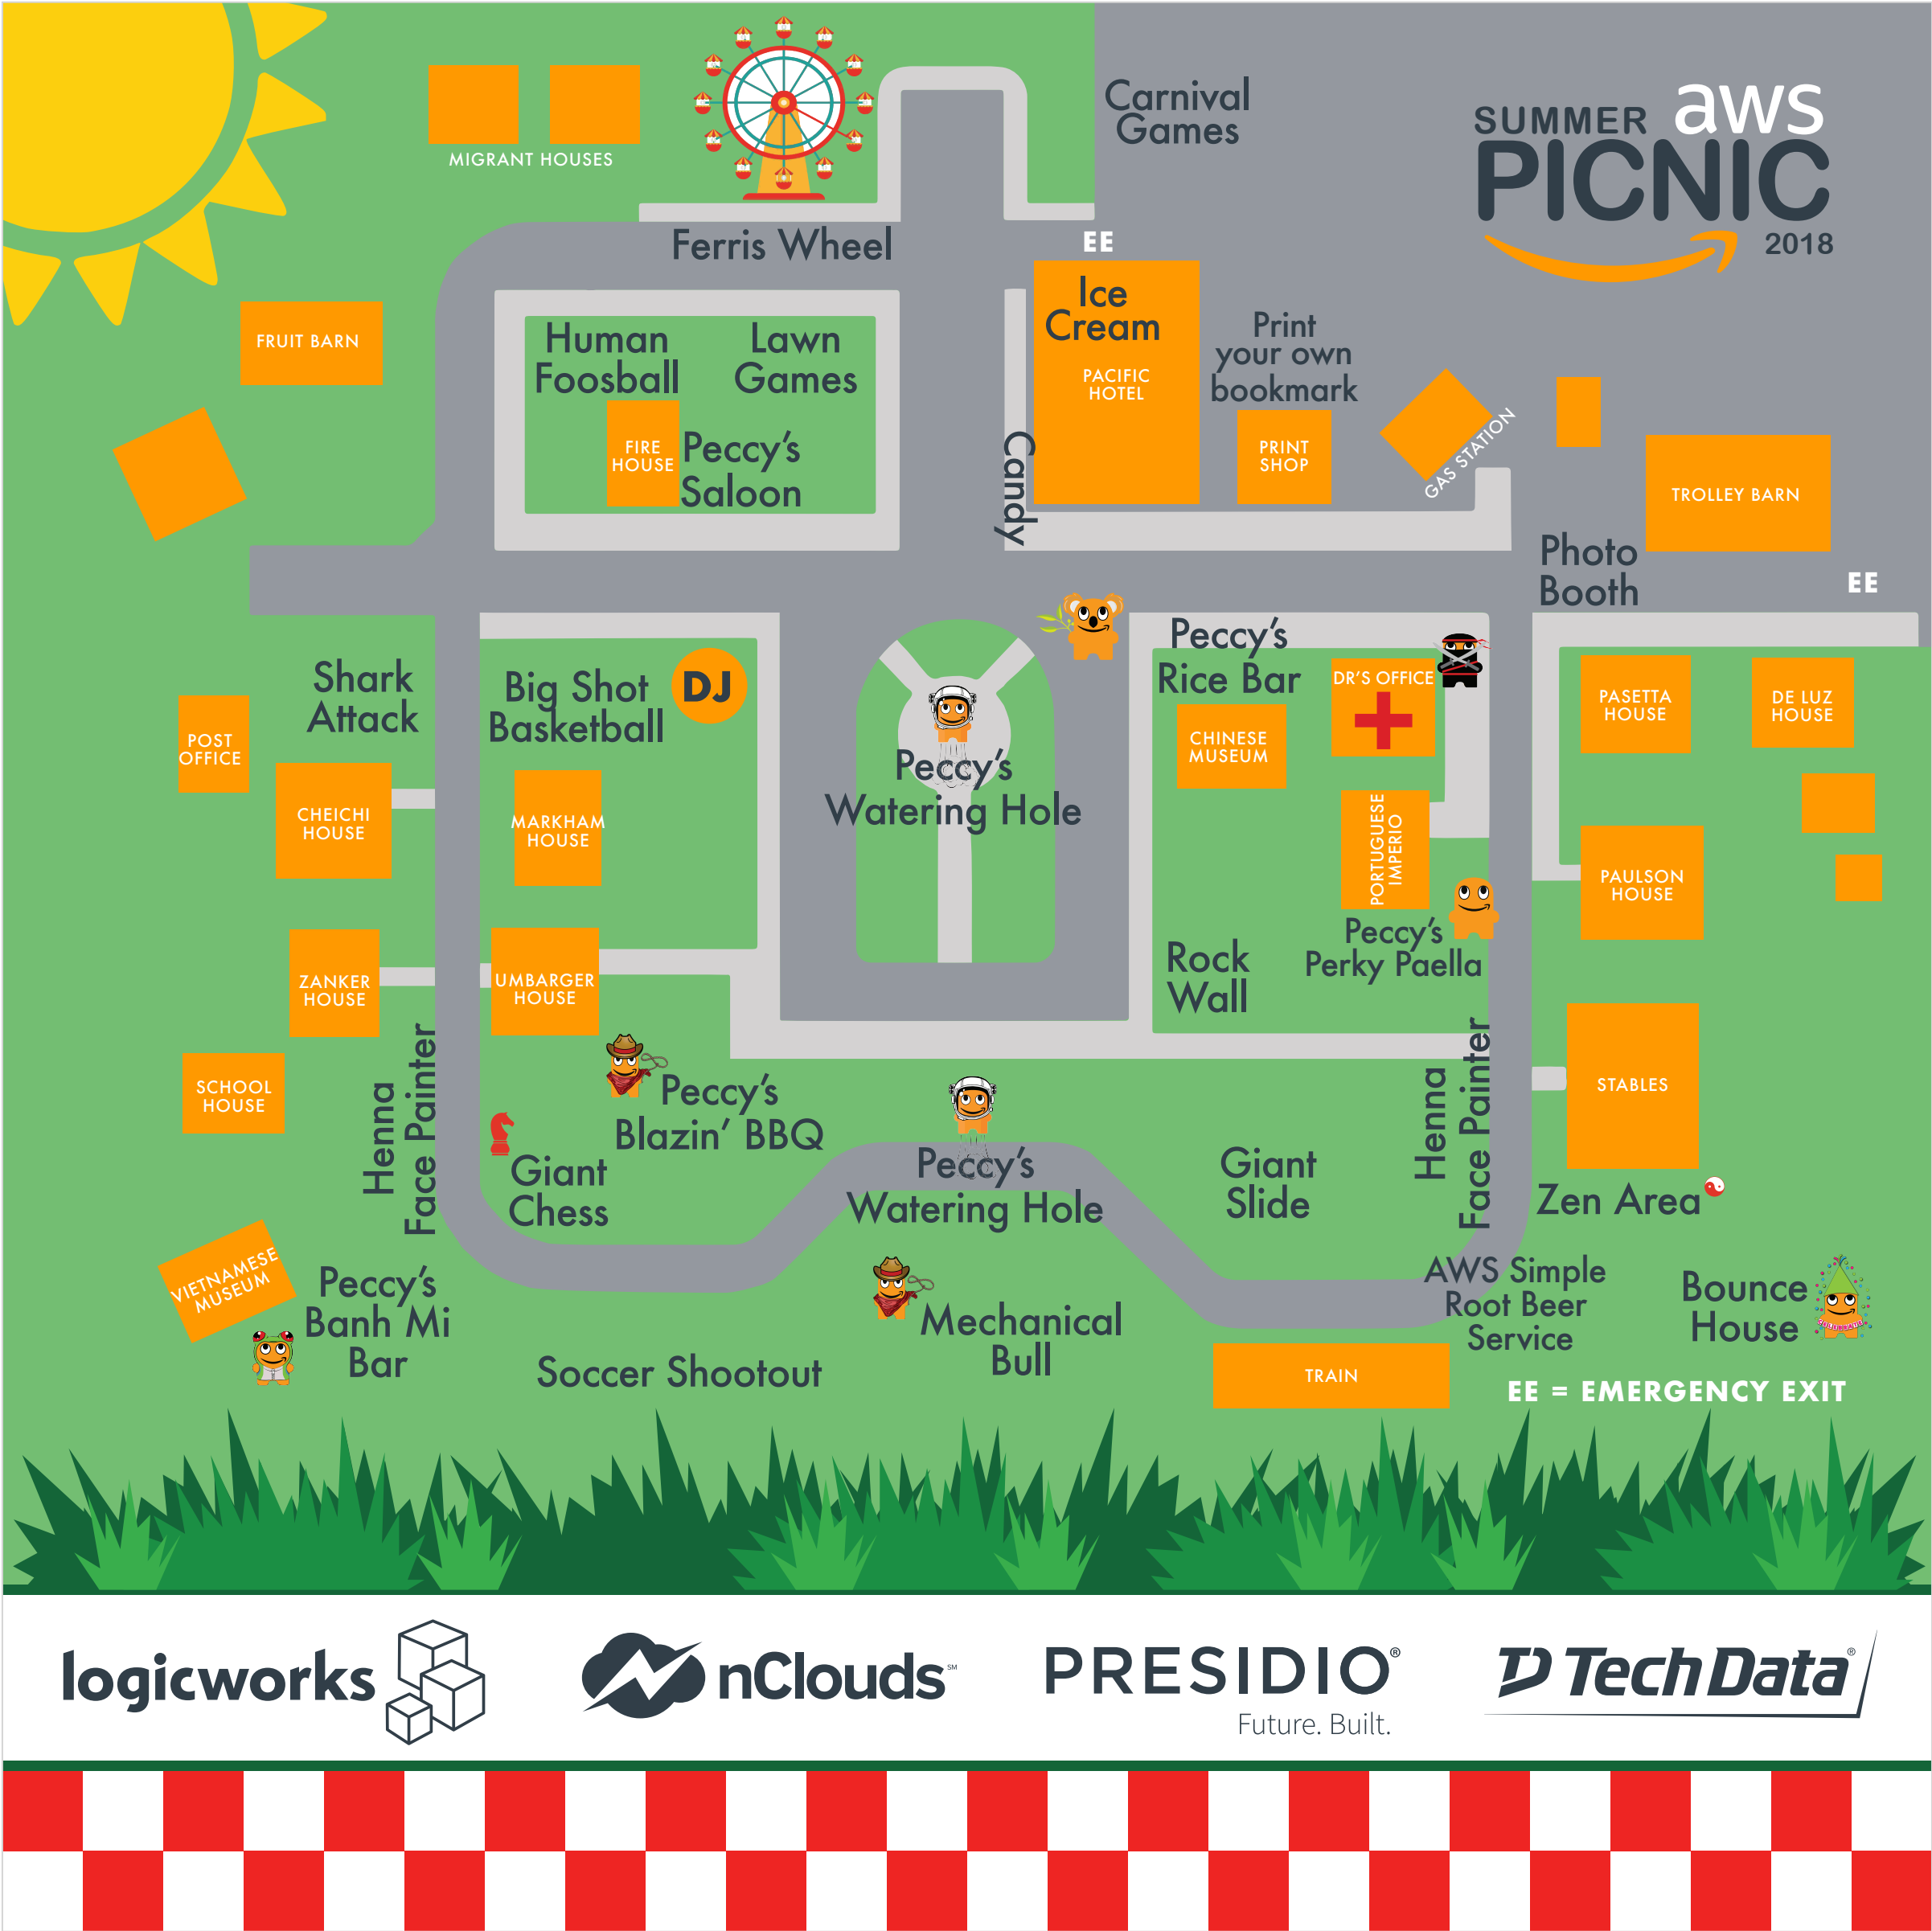 SUMMER aws
PICNIC
2018
Carnival
Games
MIGRANT HOUSES
Ferris Wheel
EE
Ice
Cream
PACIFIC
HOTEL
Print
your own
bookmark
PRINT
SHOP
GAS STATION
TROLLEY BARN
FRUIT BARN
Human
Foosball
Lawn
Games
FIRE
HOUSE
Peccy's
Saloon
Candy
Photo
Booth
EE
Shark
Attack
Big Shot
Basketball
DJ
POST
OFFICE
CHEICHI
HOUSE
MARKHAM
HOUSE
Peccy's
Watering Hole
Peccy's
Rice Bar
DR'S OFFICE
CHINESE
MUSEUM
PORTUGUESE
IMPERIO
PASETTA
HOUSE
DE LUZ
HOUSE
PAULSON
HOUSE
ZANKER
HOUSE
UMBARGER
HOUSE
Rock
Wall
Peccy's
Perky Paella
SCHOOL
HOUSE
Henna
Face Painter
Peccy's
Blazin' BBQ
Giant
Chess
Peccy's
Watering Hole
Giant
Slide
Henna
Face Painter
STABLES
Zen Area
VIETNAMESE
MUSEUM
Peccy's
Banh Mi
Bar
Soccer Shootout
Mechanical
Bull
AWS Simple
Root Beer
Service
Bounce
House
TRAIN
EE = EMERGENCY EXIT
logicworks
nClouds℠
PRESIDIO®
Future. Built.
TD Tech Data®